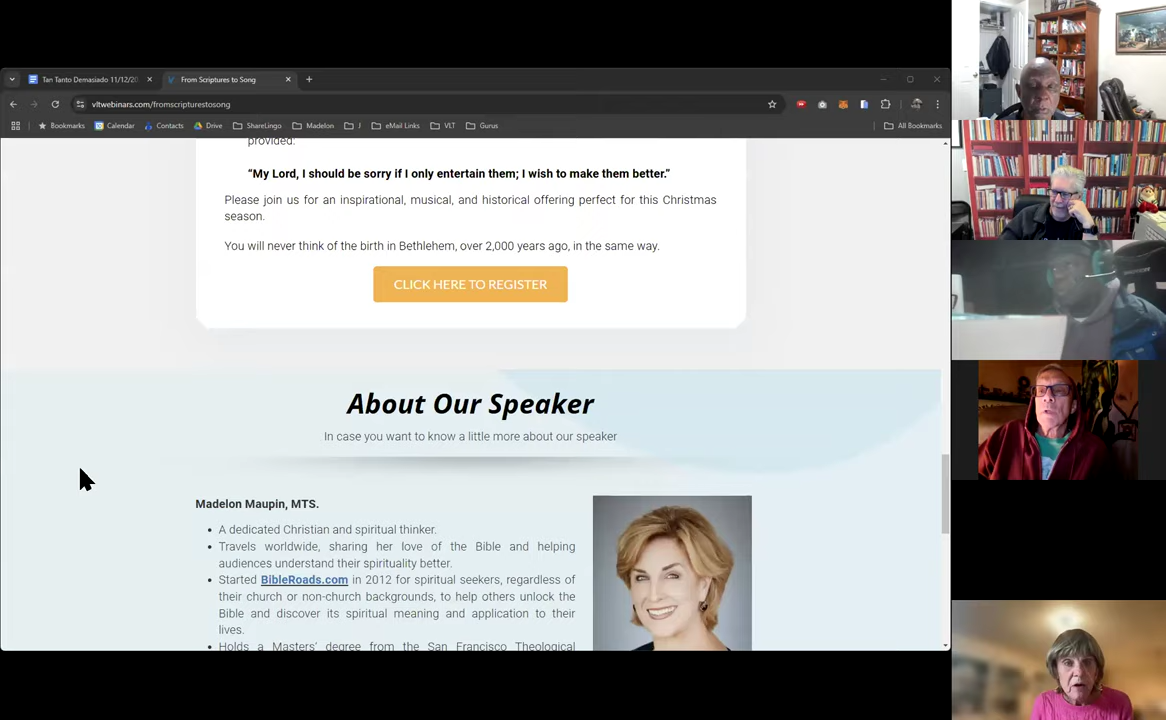 Tan Tanto Demasiado 11/12/20
From Scriptures to Song
vltwebinars.com/fromscripturestosong
Bookmarks Calendar Contacts Drive ShareLingo Madelon J eMail Links VLT Gurus All Bookmarks
provided:
“My Lord, I should be sorry if I only entertain them; I wish to make them better.”
Please join us for an inspirational, musical, and historical offering perfect for this Christmas
season.
You will never think of the birth in Bethlehem, over 2,000 years ago, in the same way.
CLICK HERE TO REGISTER
About Our Speaker
In case you want to know a little more about our speaker
Madelon Maupin, MTS.
A dedicated Christian and spiritual thinker.
Travels worldwide, sharing her love of the Bible and helping
audiences understand their spirituality better.
Started BibleRoads.com in 2012 for spiritual seekers, regardless of
their church or non-church backgrounds, to help others unlock the
Bible and discover its spiritual meaning and application to their
lives.
Holds a Masters' degree from the San Francisco Theological